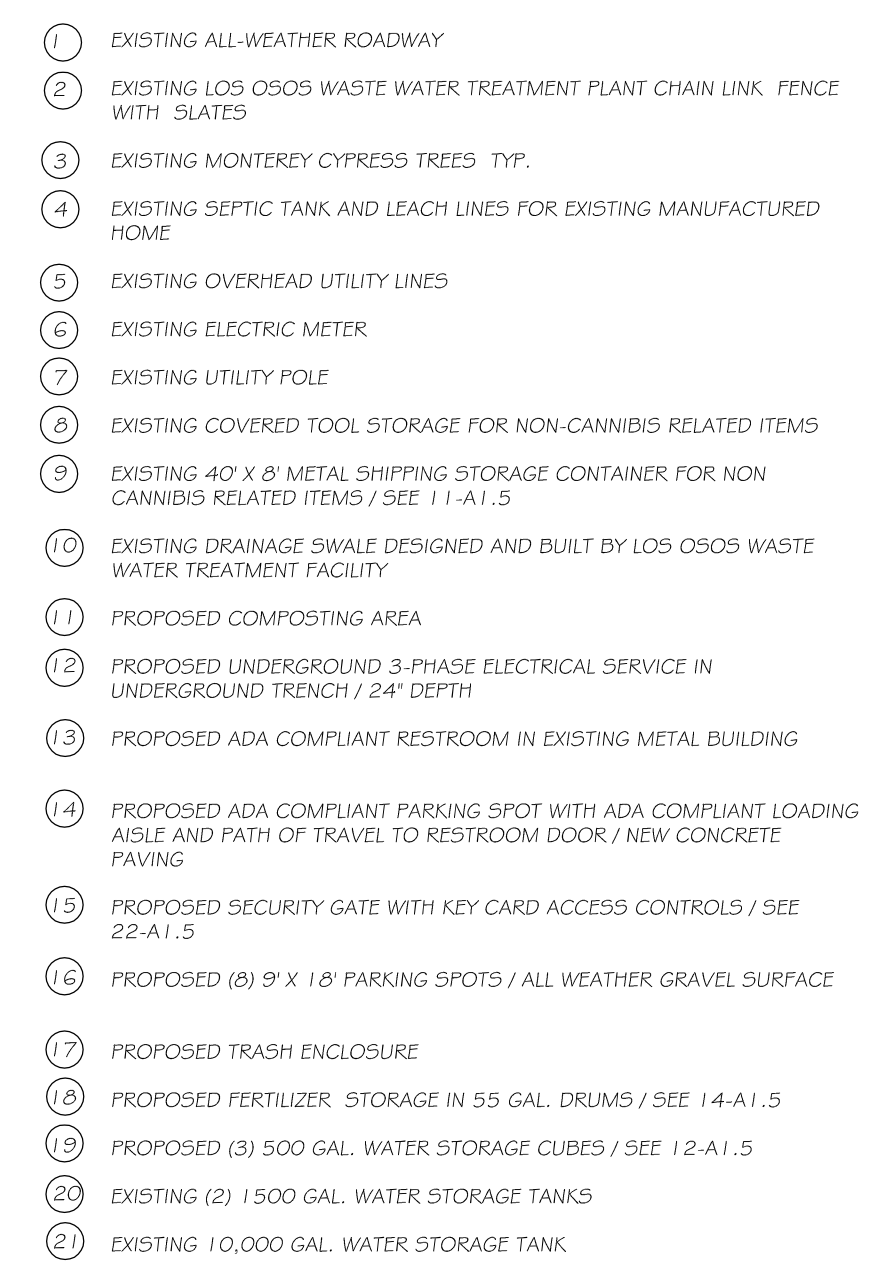 1 EXISTING ALL-WEATHER ROADWAY
2 EXISTING LOS OSOS WASTE WATER TREATMENT PLANT CHAIN LINK FENCE
WITH SLATES
3 EXISTING MONTEREY CYPRESS TREES TYP.
4 EXISTING SEPTIC TANK AND LEACH LINES FOR EXISTING MANUFACTURED
HOME
5 EXISTING OVERHEAD UTILITY LINES
6 EXISTING ELECTRIC METER
7 EXISTING UTILITY POLE
8 EXISTING COVERED TOOL STORAGE FOR NON-CANNIBIS RELATED ITEMS
9 EXISTING 40' X 8' METAL SHIPPING STORAGE CONTAINER FOR NON
CANNIBIS RELATED ITEMS / SEE 11-A1.5
10 EXISTING DRAINAGE SWALE DESIGNED AND BUILT BY LOS OSOS WASTE
WATER TREATMENT FACILITY
11 PROPOSED COMPOSTING AREA
12 PROPOSED UNDERGROUND 3-PHASE ELECTRICAL SERVICE IN
UNDERGROUND TRENCH / 24" DEPTH
13 PROPOSED ADA COMPLIANT RESTROOM IN EXISTING METAL BUILDING
14 PROPOSED ADA COMPLIANT PARKING SPOT WITH ADA COMPLIANT LOADING
AISLE AND PATH OF TRAVEL TO RESTROOM DOOR / NEW CONCRETE
PAVING
15 PROPOSED SECURITY GATE WITH KEY CARD ACCESS CONTROLS / SEE
22-A1.5
16 PROPOSED (8) 9' X 18' PARKING SPOTS / ALL WEATHER GRAVEL SURFACE
17 PROPOSED TRASH ENCLOSURE
18 PROPOSED FERTILIZER STORAGE IN 55 GAL. DRUMS / SEE 14-A1.5
19 PROPOSED (3) 500 GAL. WATER STORAGE CUBES / SEE 12-A1.5
20 EXISTING (2) 1500 GAL. WATER STORAGE TANKS
21 EXISTING 10,000 GAL. WATER STORAGE TANK